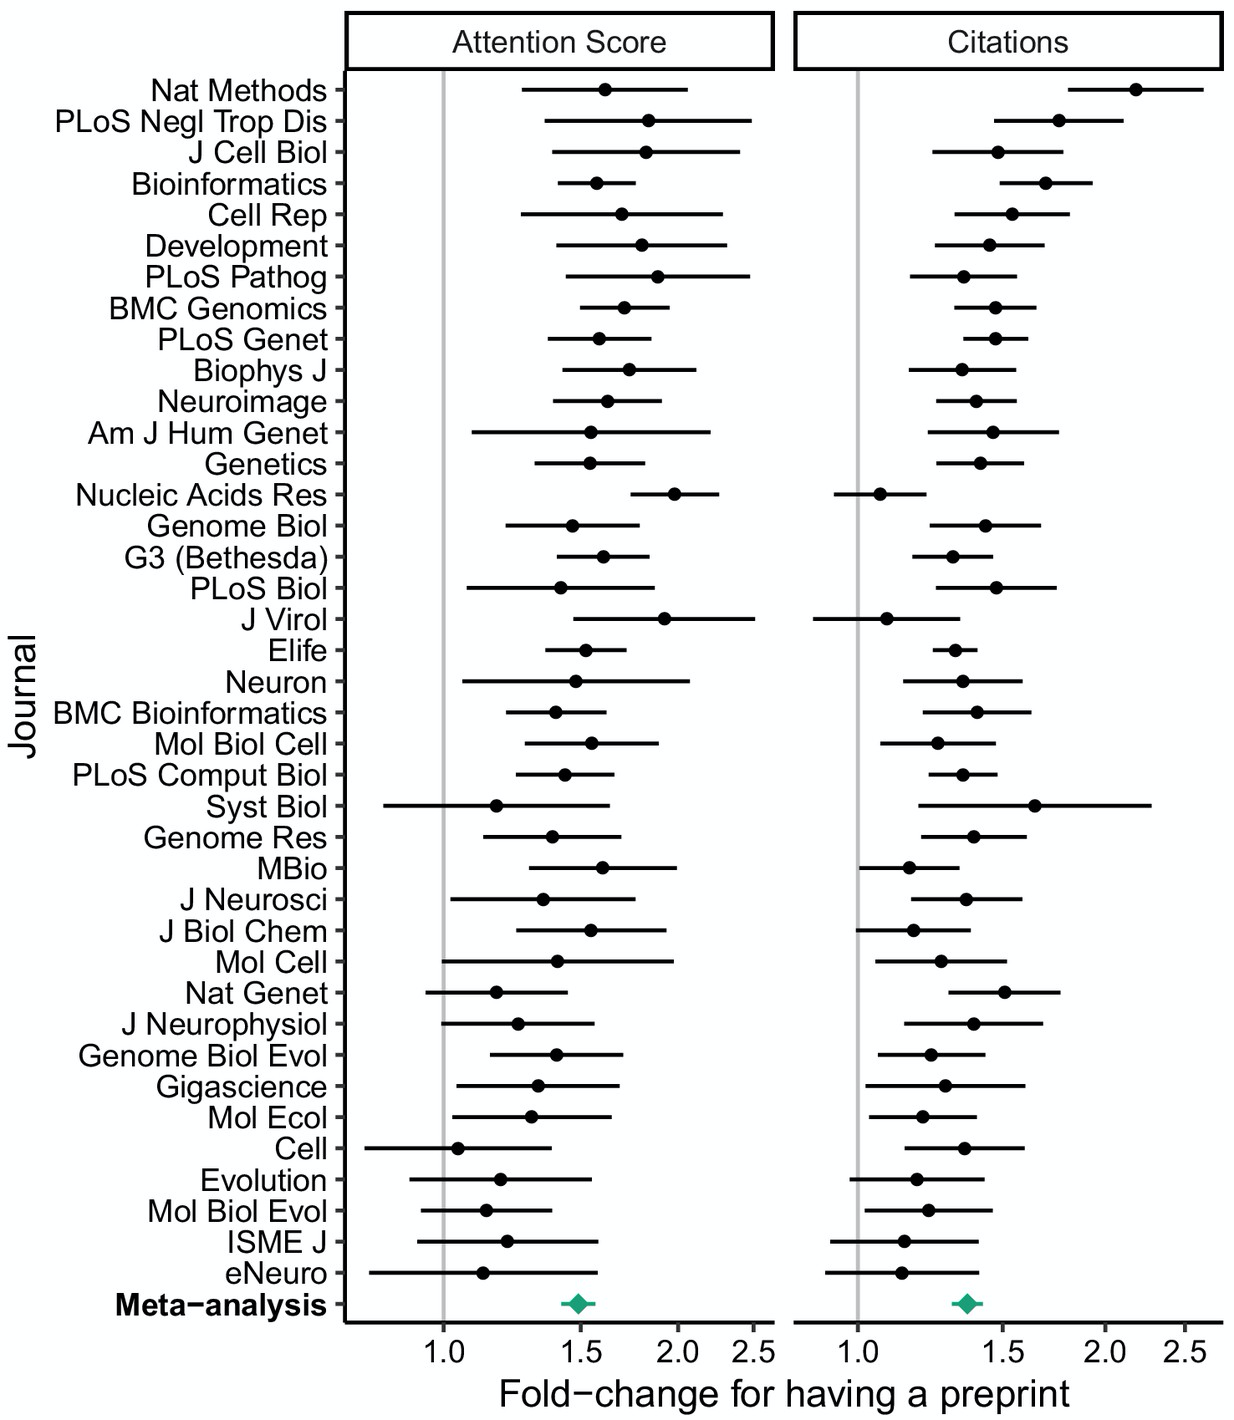 Attention Score
Citations
Nat Methods
PLoS Negl Trop Dis
J Cell Biol
Bioinformatics
Cell Rep
Development
PLoS Pathog
BMC Genomics
PLoS Genet
Biophys J
Neuroimage
Am J Hum Genet
Genetics
Nucleic Acids Res
Genome Biol
G3 (Bethesda)
PLoS Biol
J Virol
Elife
Neuron
BMC Bioinformatics
Mol Biol Cell
PLoS Comput Biol
Syst Biol
Genome Res
MBio
J Neurosci
J Biol Chem
Mol Cell
Nat Genet
J Neurophysiol
Genome Biol Evol
Gigascience
Mol Ecol
Cell
Evolution
Mol Biol Evol
ISME J
eNeuro
Meta−analysis
Journal
1.0 1.5 2.0 2.5 1.0 1.5 2.0 2.5
Fold−change for having a preprint